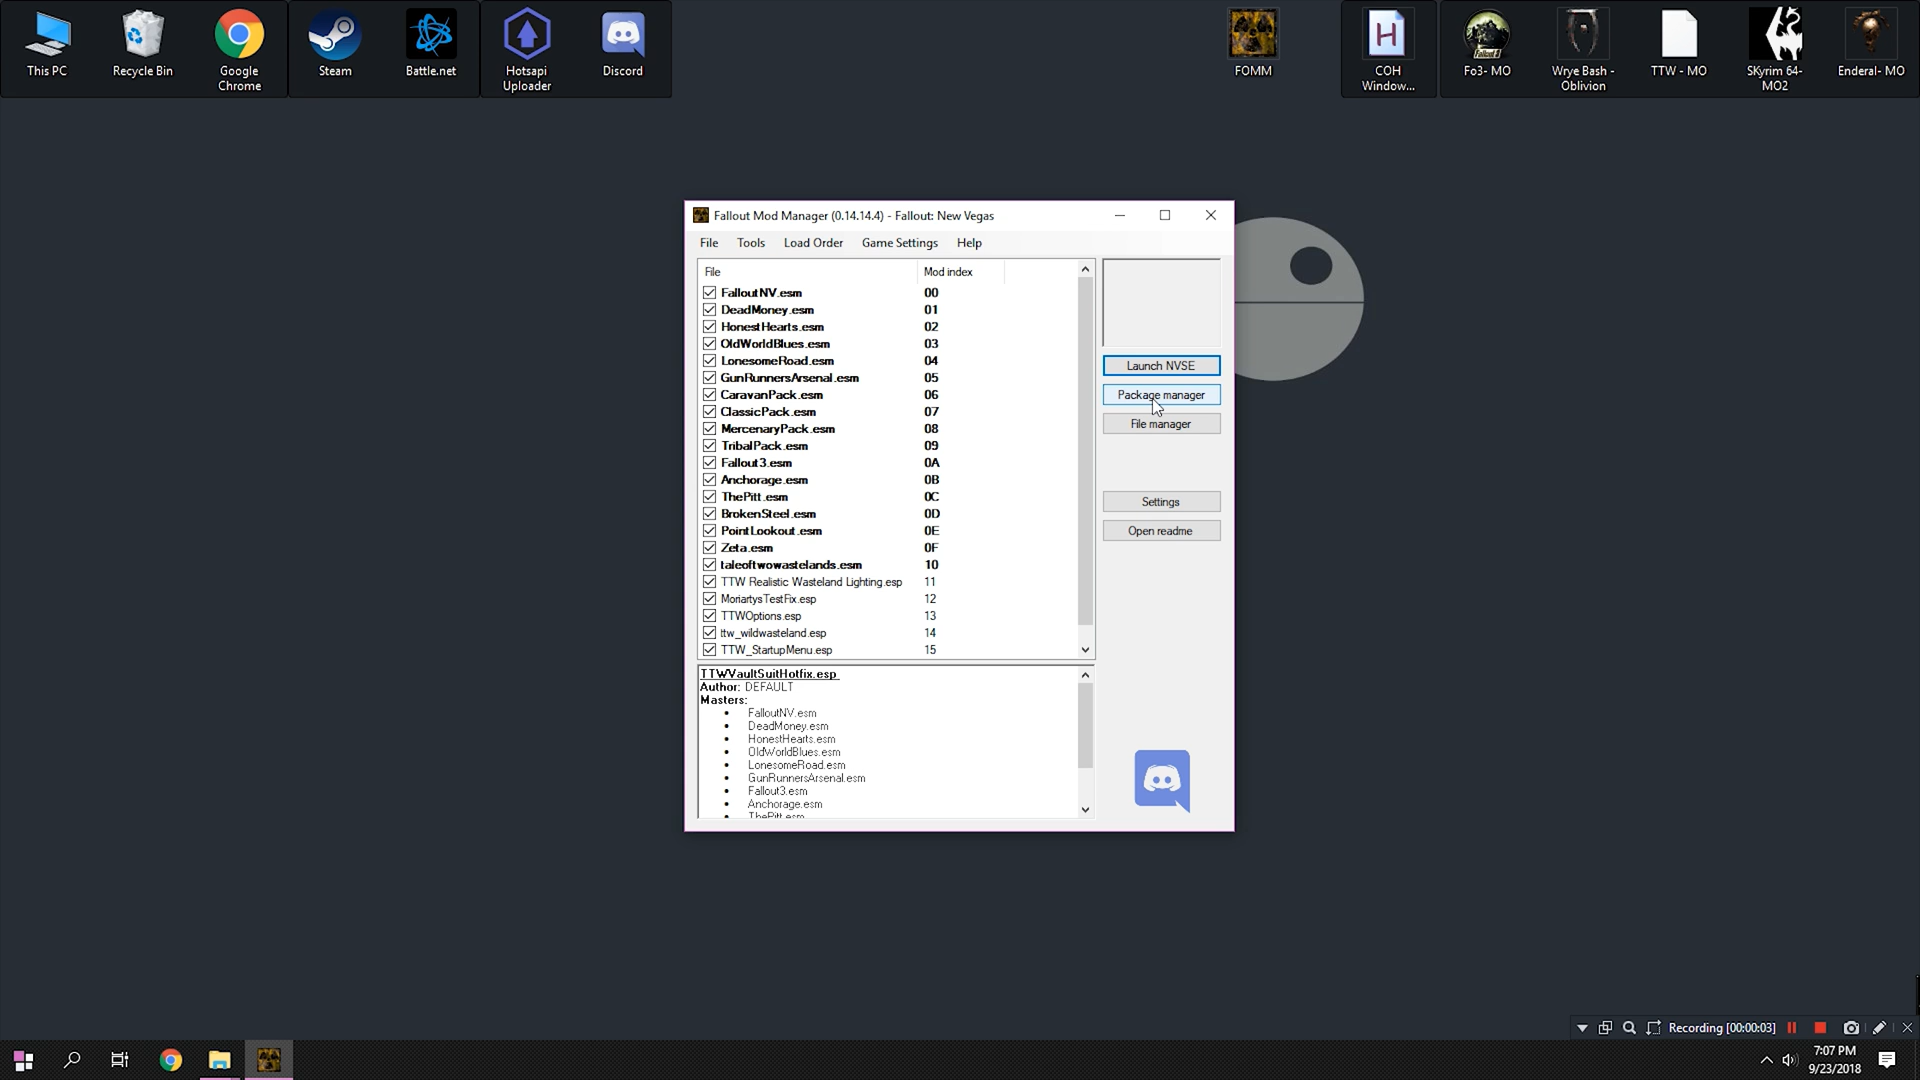 This PC
Recycle Bin
Google
Chrome
Steam
Battle.net
Hotsapi
Uploader
Discord
FOMM
H
COH
Window...
Fallout 3
Fo3- MO
Wrye Bash -
Oblivion
TTW - MO
SKyrim 64-
MO2
Enderal- MO
Fallout Mod Manager (0.14.14.4) - Fallout: New Vegas
File Tools Load Order Game Settings Help
File Mod index
FalloutNV.esm 00
DeadMoney.esm 01
HonestHearts.esm 02
OldWorldBlues.esm 03
LonesomeRoad.esm 04
GunRunnersArsenal.esm 05
CaravanPack.esm 06
ClassicPack.esm 07
MercenaryPack.esm 08
TribalPack.esm 09
Fallout3.esm 0A
Anchorage.esm 0B
ThePitt.esm 0C
BrokenSteel.esm 0D
PointLookout.esm 0E
Zeta.esm 0F
taleoftwowastelands.esm 10
TTW Realistic Wasteland Lighting.esp 11
MoriartysTestFix.esp 12
TTWOptions.esp 13
ttw_wildwasteland.esp 14
TTW_StartupMenu.esp 15
Launch NVSE
Package manager
File manager
Settings
Open readme
TTWVaultSuitHotfix.esp
Author: DEFAULT
Masters:
• FalloutNV.esm
• DeadMoney.esm
• HonestHearts.esm
• OldWorldBlues.esm
• LonesomeRoad.esm
• GunRunnersArsenal.esm
• Fallout3.esm
• Anchorage.esm
• ThePitt.esm
Recording [00:00:03]
7:07 PM
9/23/2018